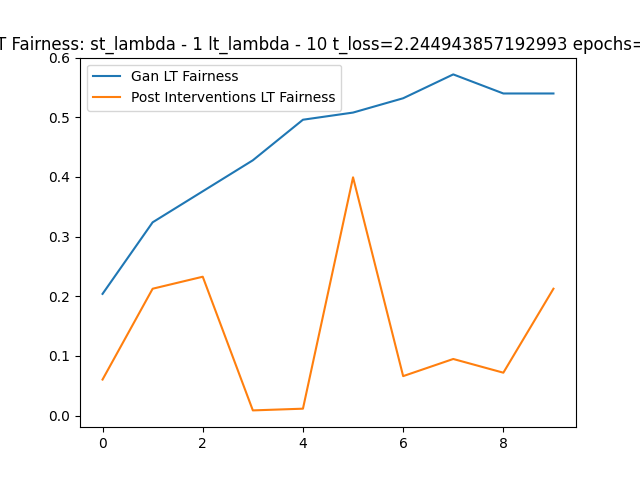 T Fairness: st_lambda - 1 lt_lambda - 10 t_loss=2.244943857192993 epochs=
Gan LT Fairness
Post Interventions LT Fairness
0.6
0.5
0.4
0.3
0.2
0.1
0.0
0 2 4 6 8